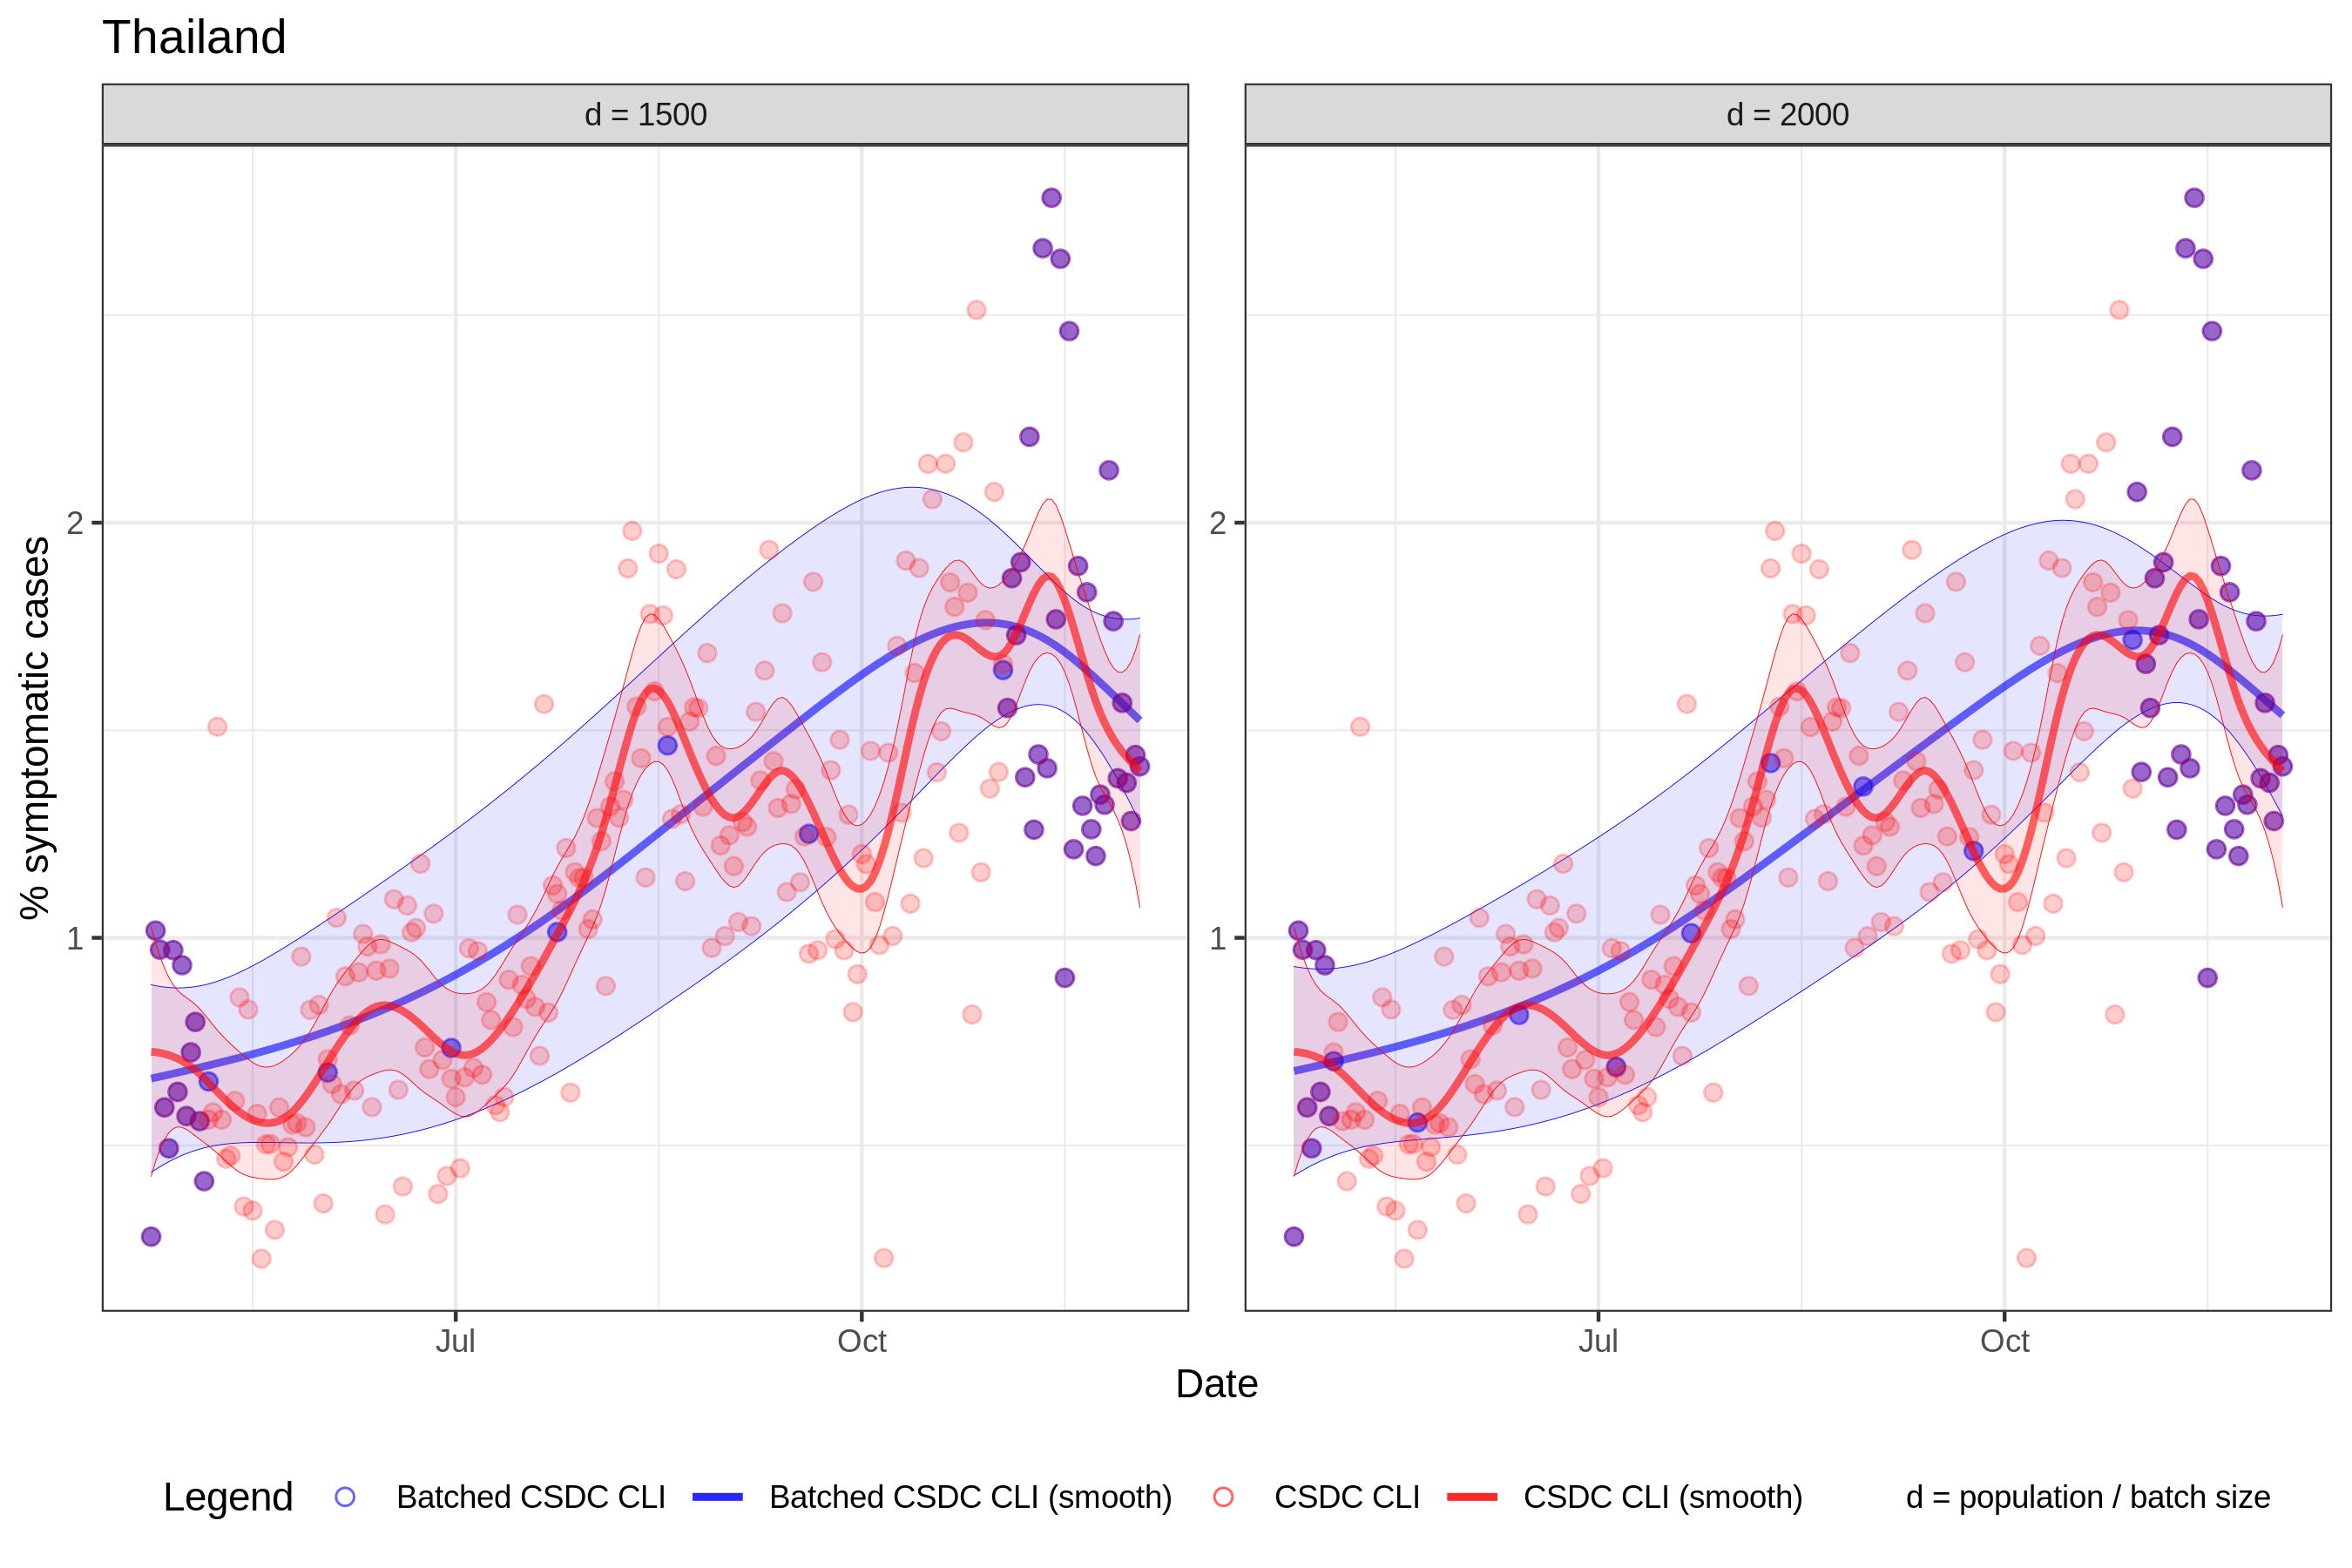 Thailand
d = 1500
d = 2000
% symptomatic cases
2
1
2
1
Jul
Oct
Jul
Oct
Date
Legend
Batched CSDC CLI
Batched CSDC CLI (smooth)
CSDC CLI
CSDC CLI (smooth)
d = population / batch size